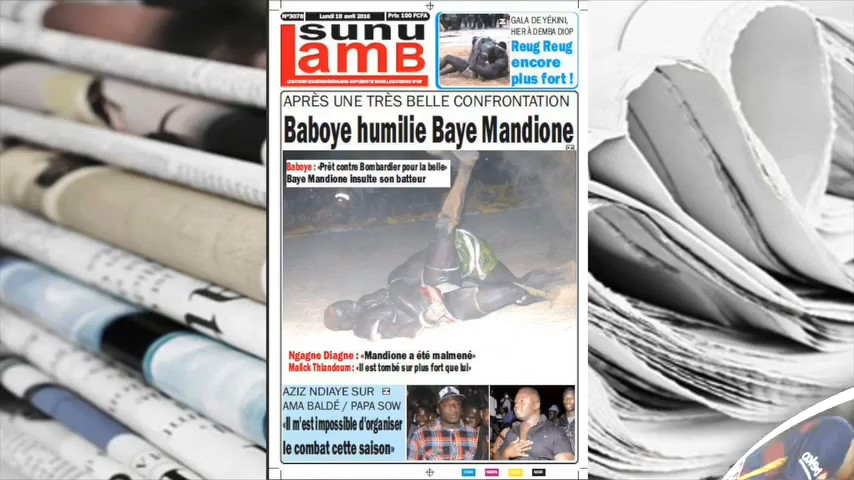 N°3078
Lundi 18 avril 2016
Prix 100 FCFA
sunu
Lamb
GALA DE YÉKINI,
HIER À DEMBA DIOP
Reug Reug
encore
plus fort !
APRÈS UNE TRÈS BELLE CONFRONTATION
Baboye humilie Baye Mandione
Baboye : «Prêt contre Bombardier pour la belle»
Baye Mandione insulte son batteur
Ngagne Diagne : «Mandione a été malmené»
Malick Thiandoum : «Il est tombé sur plus fort que lui»
AZIZ NDIAYE SUR
AMA BALDÉ / PAPA SOW
«Il m'est impossible d'organiser
le combat cette saison»